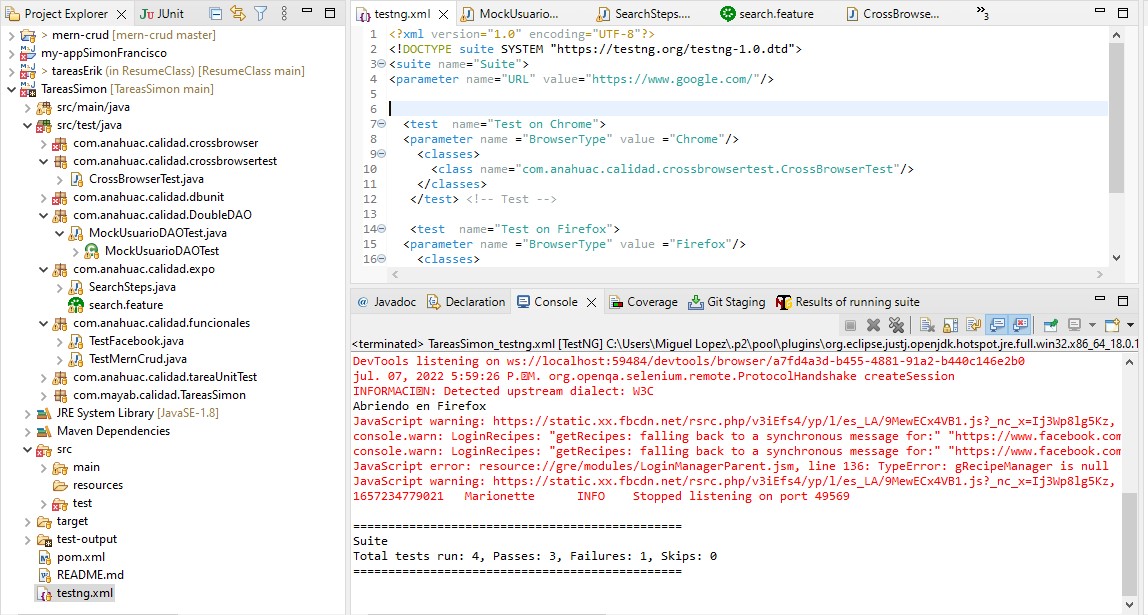 Project Explorer
JUnit
> mern-crud [mern-crud master]
my-appSimonFrancisco
> tareasErik (in ResumeClass) [ResumeClass main]
TareasSimon [TareasSimon main]
src/main/java
src/test/java
com.anahuac.calidad.crossbrowser
com.anahuac.calidad.crossbrowsertest
CrossBrowserTest.java
com.anahuac.calidad.dbunit
com.anahuac.calidad.DoubleDAO
MockUsuarioDAOTest.java
MockUsuarioDAOTest
com.anahuac.calidad.expo
SearchSteps.java
search.feature
com.anahuac.calidad.funcionales
TestFacebook.java
TestMernCrud.java
com.anahuac.calidad.tareaUnitTest
com.mayab.calidad.TareasSimon
JRE System Library [JavaSE-1.8]
Maven Dependencies
src
main
resources
test
target
test-output
pom.xml
README.md
testng.xml
testng.xml
MockUsuario...
SearchSteps....
search.feature
CrossBrowse...
3
1 <?xml version="1.0" encoding="UTF-8"?>
2 <!DOCTYPE suite SYSTEM "https://testng.org/testng-1.0.dtd">
3 <suite name="Suite">
4 <parameter name="URL" value="https://www.google.com/"/>
5
6
7 <test  name="Test on Chrome">
8 <parameter name ="BrowserType" value ="Chrome"/>
9 <classes>
10 <class name="com.anahuac.calidad.crossbrowsertest.CrossBrowserTest"/>
11 </classes>
12 </test> <!-- Test -->
13
14 <test  name="Test on Firefox">
15 <parameter name ="BrowserType" value ="Firefox"/>
16 <classes>
@ Javadoc
Declaration
Console
Coverage
Git Staging
Results of running suite
<terminated> TareasSimon_testng.xml [TestNG] C:\Users\Miguel Lopez\.p2\pool\plugins\org.eclipse.justj.openjdk.hotspot.jre.full.win32.x86_64_18.0.1
DevTools listening on ws://localhost:59484/devtools/browser/a7fd4a3d-b455-4881-91a2-b440c146e2b0
jul. 07, 2022 5:59:26 P.�M. org.openqa.selenium.remote.ProtocolHandshake createSession
INFORMACI�N: Detected upstream dialect: W3C
Abriendo en Firefox
JavaScript warning: https://static.xx.fbcdn.net/rsrc.php/v3iEfs4/yp/l/es_LA/9MewECx4VB1.js?_nc_x=Ij3Wp8lg5Kz,
console.warn: LoginRecipes: "getRecipes: falling back to a synchronous message for:" "https://www.facebook.com
console.warn: LoginRecipes: "getRecipes: falling back to a synchronous message for:" "https://www.facebook.com
JavaScript error: resource://gre/modules/LoginManagerParent.jsm, line 136: TypeError: gRecipeManager is null
JavaScript warning: https://static.xx.fbcdn.net/rsrc.php/v3iEfs4/yp/l/es_LA/9MewECx4VB1.js?_nc_x=Ij3Wp8lg5Kz,
1657234779021   Marionette      INFO    Stopped listening on port 49569
===============================================
Suite
Total tests run: 4, Passes: 3, Failures: 1, Skips: 0
===============================================